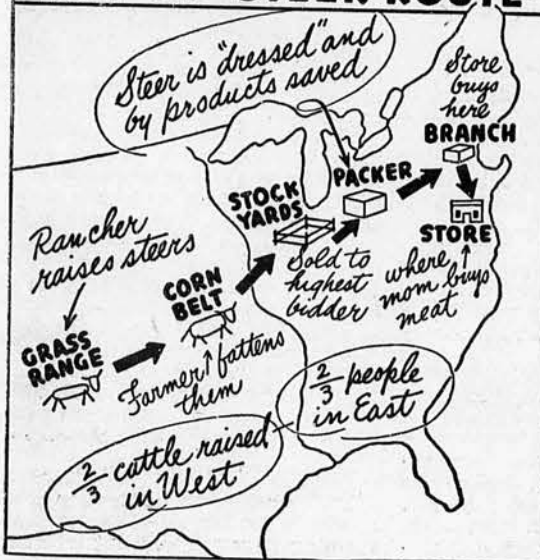 STEER ROUTE
Steer is "dressed" and
by products saved
Store
buys
here
BRANCH
PACKER
STOCK
YARDS
STORE
Rancher
raises steers
Sold to
highest
bidder
where
mom buys
meat
CORN
BELT
GRASS
RANGE
Farmer fattens
them
2/3 people
in East
2/3 cattle raised
in West